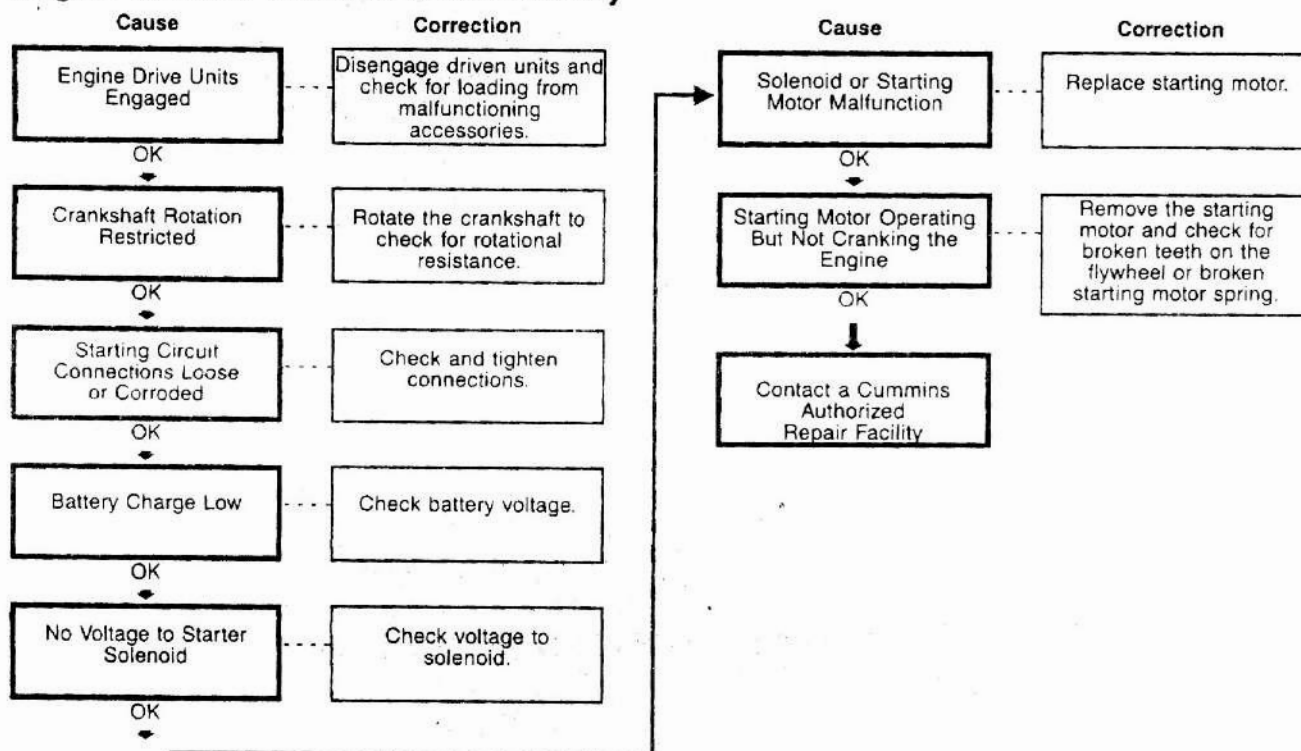 Cause
Correction
Engine Drive Units
Engaged
Disengage driven units and
check for loading from
malfunctioning
accessories.
OK
Crankshaft Rotation
Restricted
Rotate the crankshaft to
check for rotational
resistance.
OK
Starting Circuit
Connections Loose
or Corroded
Check and tighten
connections.
OK
Battery Charge Low
Check battery voltage.
OK
No Voltage to Starter
Solenoid
Check voltage to
solenoid.
OK
Cause
Correction
Solenoid or Starting
Motor Malfunction
Replace starting motor.
OK
Starting Motor Operating
But Not Cranking the
Engine
Remove the starting
motor and check for
broken teeth on the
flywheel or broken
starting motor spring.
OK
Contact a Cummins
Authorized
Repair Facility